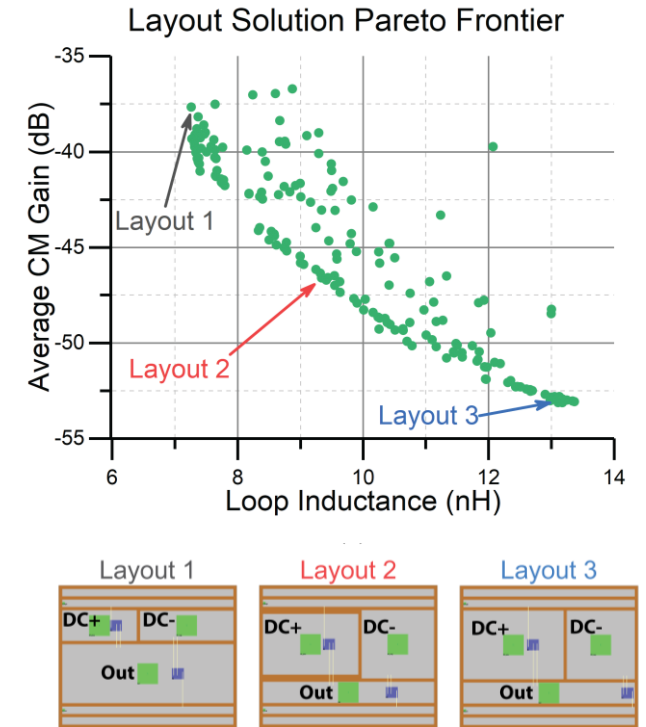 Layout Solution Pareto Frontier
Average CM Gain (dB)
-35
-40
-45
-50
-55
Layout 1
Layout 2
Layout 3
6 8 10 12 14
Loop Inductance (nH)
Layout 1 Layout 2 Layout 3
DC+ DC- DC+ DC- DC+ DC-
Out Out Out